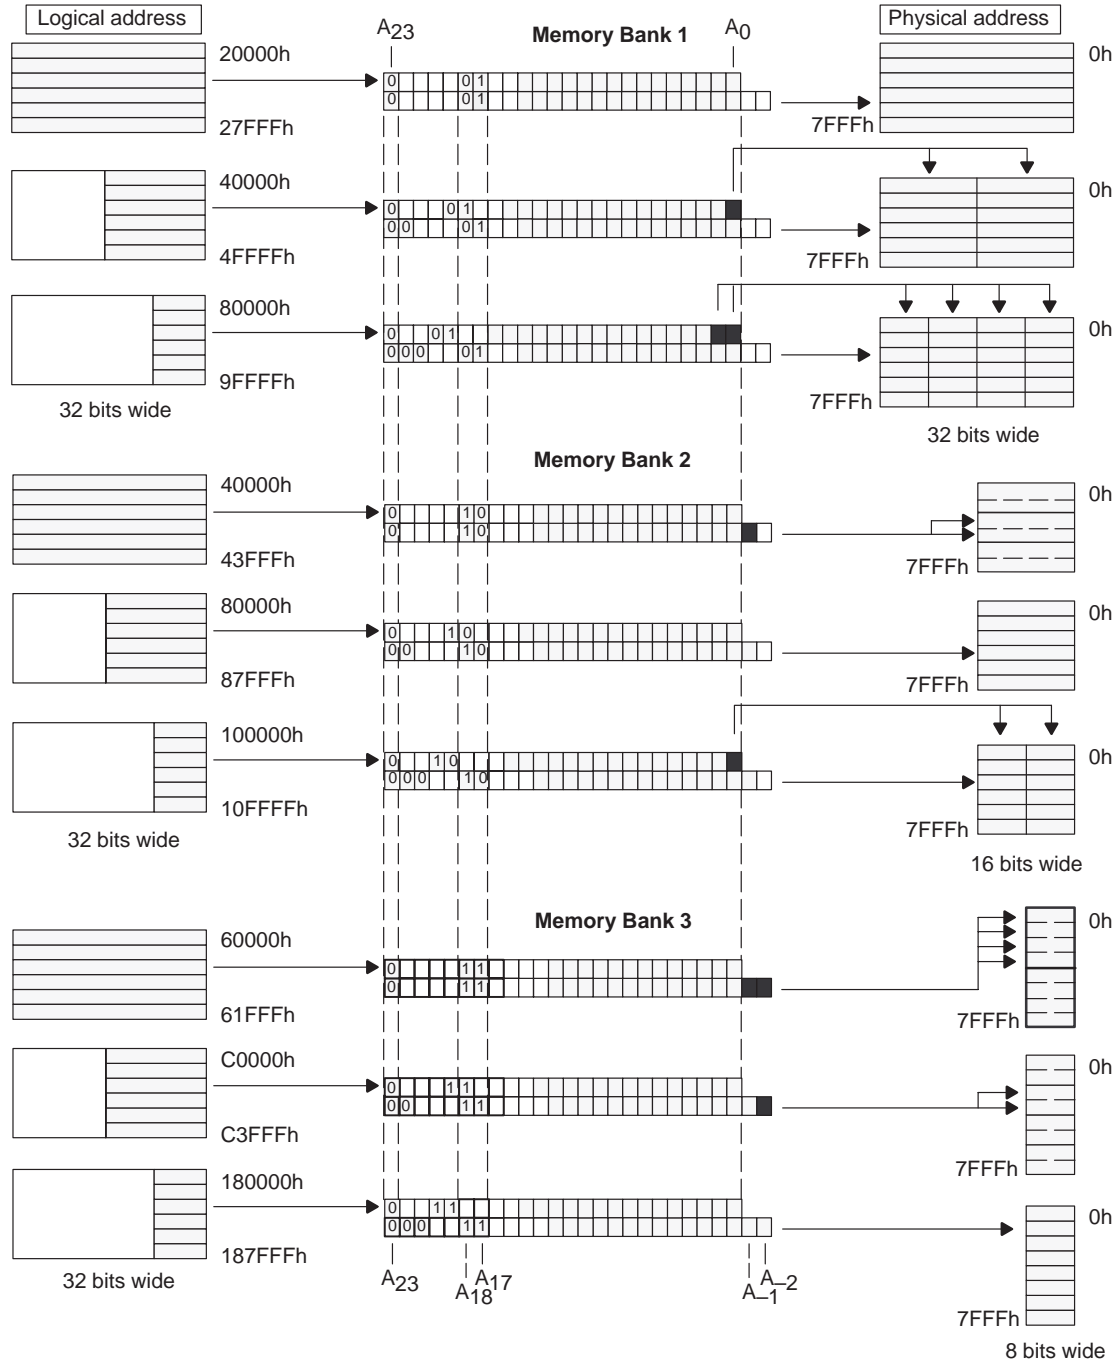 Logical address
Physical address
A23
Memory Bank 1
A0
20000h
0 0 1
0 0 1
27FFFh
0h
7FFFh
40000h
0 0 1
0 0 0 1
4FFFFh
0h
7FFFh
80000h
0 0 1
0 0 0 0 1
9FFFFh
0h
7FFFh
32 bits wide
32 bits wide
Memory Bank 2
40000h
0 1 0
0 1 0
43FFFh
0h
7FFFh
80000h
0 1 0
0 0 1 0
87FFFh
0h
7FFFh
100000h
0 1 0
0 0 0 1 0
10FFFFh
0h
7FFFh
32 bits wide
16 bits wide
Memory Bank 3
60000h
0 1 1
0 1 1
61FFFh
0h
7FFFh
C0000h
0 1 1
0 0 1 1
C3FFFh
0h
7FFFh
180000h
0 1 1
0 0 0 1 1
187FFFh
0h
7FFFh
32 bits wide
A23
A18
A17
A–1
A–2
8 bits wide